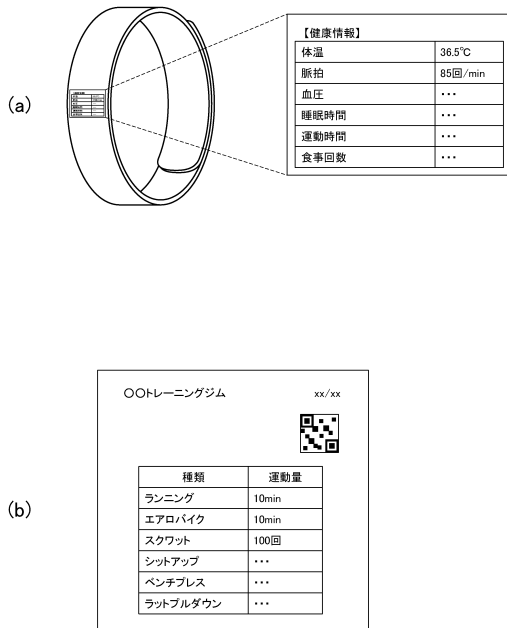 (a)
【健康情報】
体温 36.5℃
脈拍 85回/min
血圧 ･･･
睡眠時間 ･･･
運動時間 ･･･
食事回数 ･･･
(b)
〇〇トレーニングジム xx/xx
種類 運動量
ランニング 10min
エアロバイク 10min
スクワット 100回
シットアップ ･･･
ベンチプレス ･･･
ラットプルダウン ･･･